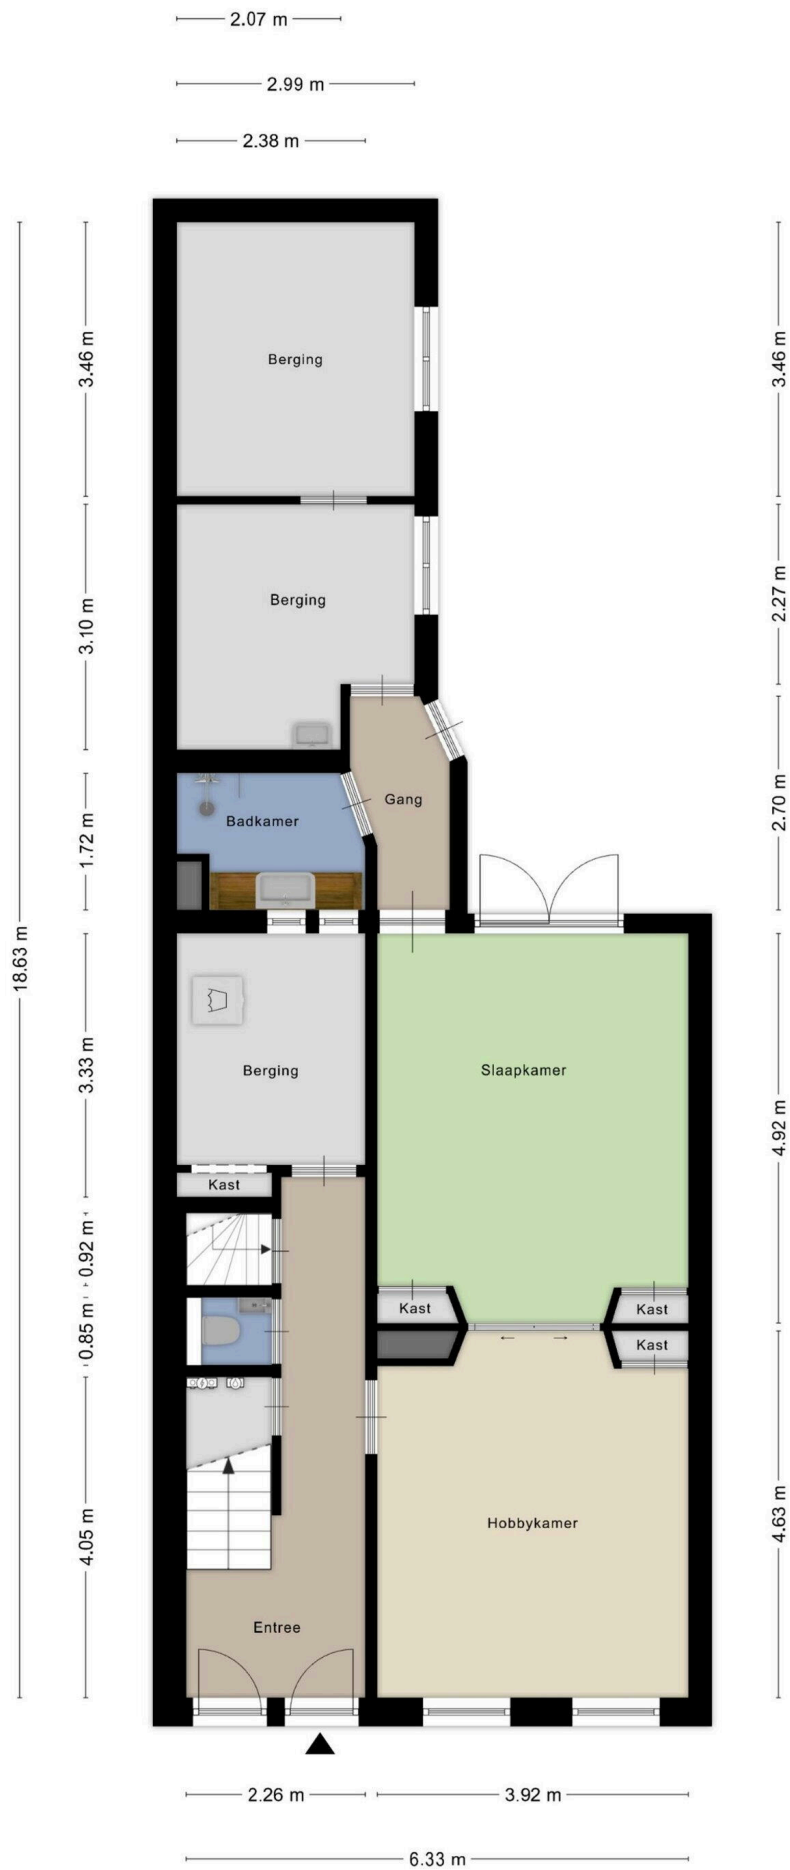 2.07 m
2.99 m
2.38 m
3.46 m
3.46 m
Berging
3.10 m
Berging
2.27 m
Gang
2.70 m
1.72 m
Badkamer
18.63 m
3.33 m
Berging
Slaapkamer
4.92 m
Kast
0.92 m
Kast
Kast
0.85 m
Kast
4.05 m
Hobbykamer
4.63 m
Entree
2.26 m
3.92 m
6.33 m